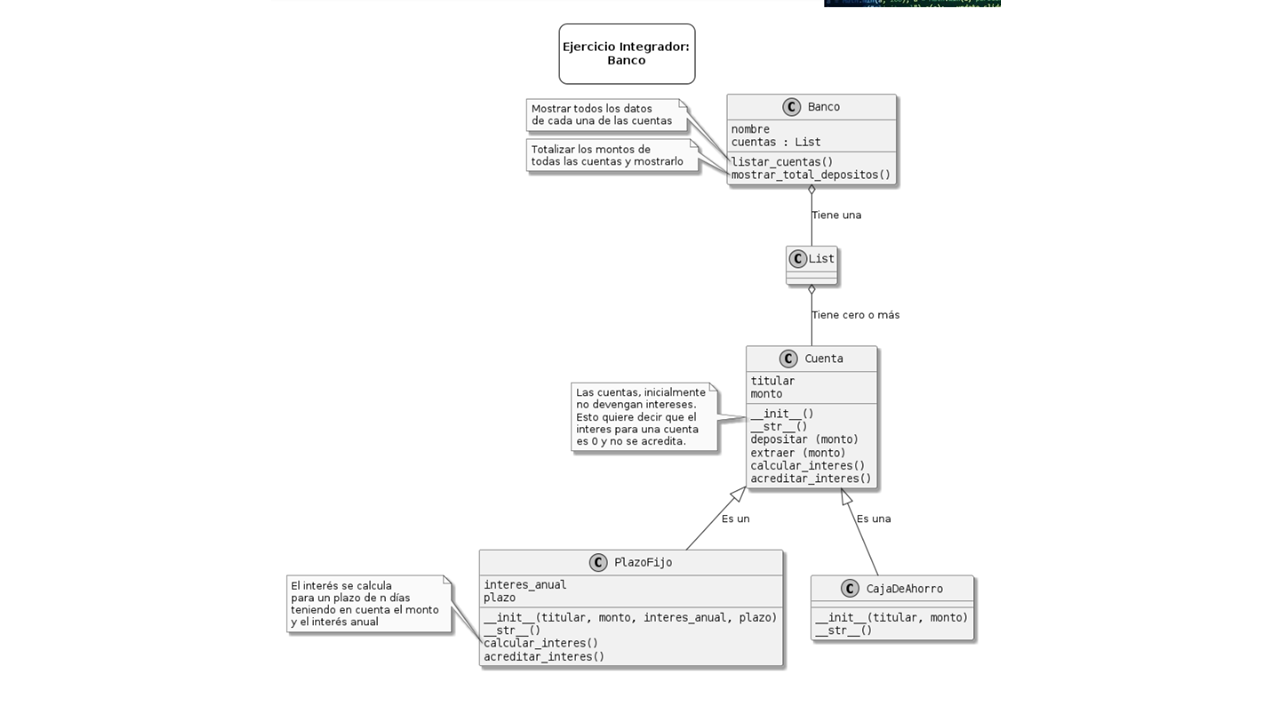 Ejercicio Integrador:
Banco
Mostrar todos los datos
de cada una de las cuentas
Totalizar los montos de
todas las cuentas y mostrarlo
C Banco
nombre
cuentas : List
listar_cuentas()
mostrar_total_depositos()
Tiene una
C List
Tiene cero o más
C Cuenta
titular
monto
__init__()
__str__()
depositar (monto)
extraer (monto)
calcular_interes()
acreditar_interes()
Las cuentas, inicialmente
no devengan intereses.
Esto quiere decir que el
interes para una cuenta
es 0 y no se acredita.
Es un
Es una
C PlazoFijo
interes_anual
plazo
__init__(titular, monto, interes_anual, plazo)
__str__()
calcular_interes()
acreditar_interes()
El interés se calcula
para un plazo de n días
teniendo en cuenta el monto
y el interés anual
C CajaDeAhorro
__init__(titular, monto)
__str__()